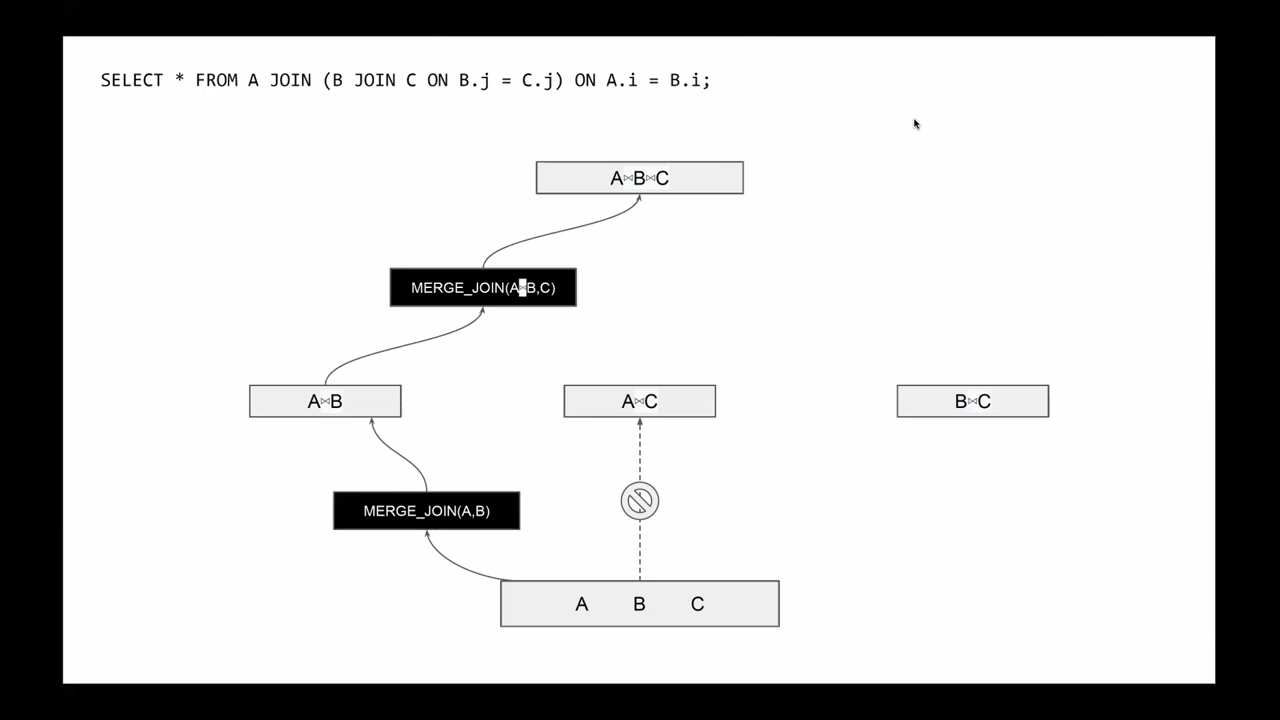 SELECT * FROM A JOIN (B JOIN C ON B.j = C.j) ON A.i = B.i;
A⋈B⋈C
MERGE_JOIN(A⋈B,C)
A⋈B
A⋈C
B⋈C
MERGE_JOIN(A,B)
A B C